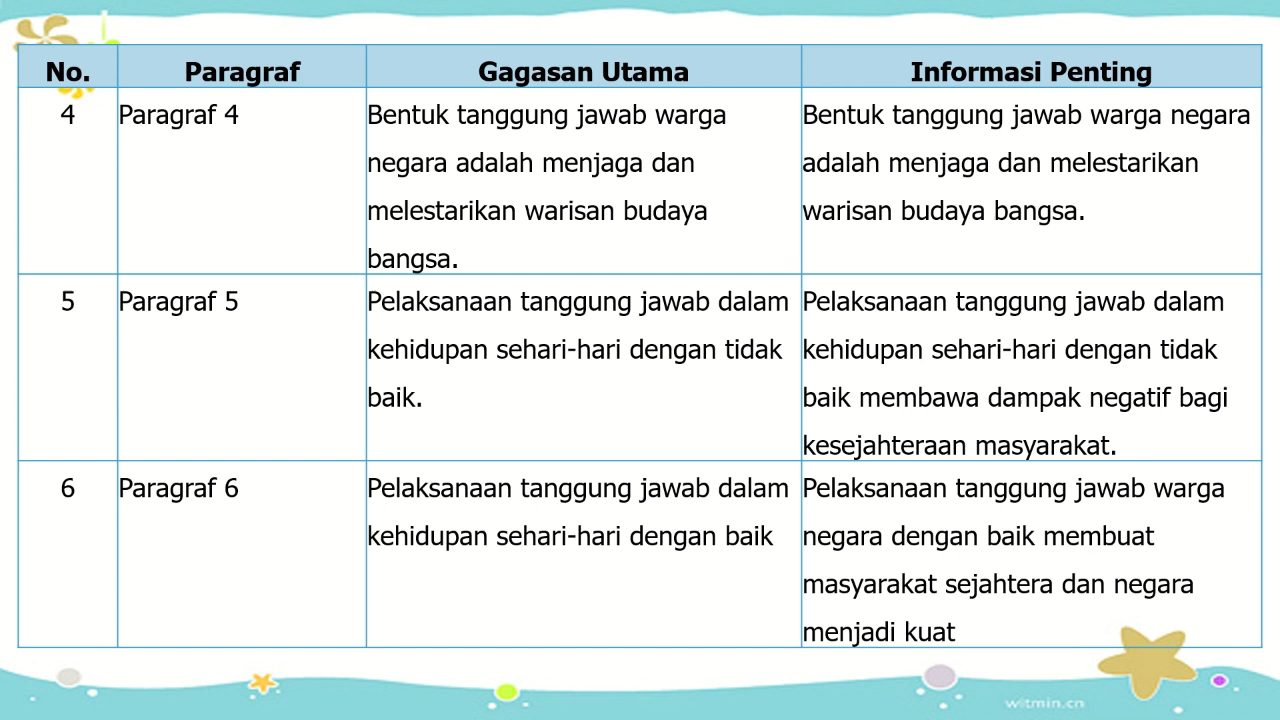 No. Paragraf Gagasan Utama Informasi Penting
4 Paragraf 4 Bentuk tanggung jawab warga Bentuk tanggung jawab warga negara
negara adalah menjaga dan adalah menjaga dan melestarikan
melestarikan warisan budaya warisan budaya bangsa.
bangsa.
5 Paragraf 5 Pelaksanaan tanggung jawab dalam Pelaksanaan tanggung jawab dalam
kehidupan sehari-hari dengan tidak kehidupan sehari-hari dengan tidak
baik. baik membawa dampak negatif bagi
kesejahteraan masyarakat.
6 Paragraf 6 Pelaksanaan tanggung jawab dalam Pelaksanaan tanggung jawab warga
kehidupan sehari-hari dengan baik negara dengan baik membuat
masyarakat sejahtera dan negara
menjadi kuat
witmin.cn